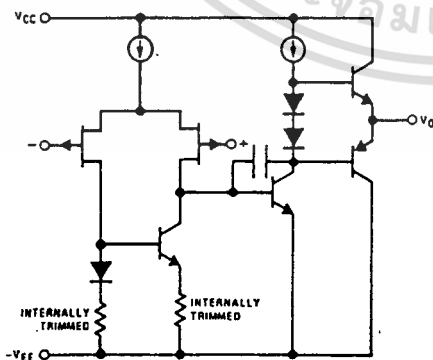 VCC
−
+
VO
INTERNALLY
TRIMMED
INTERNALLY
TRIMMED
-VEE